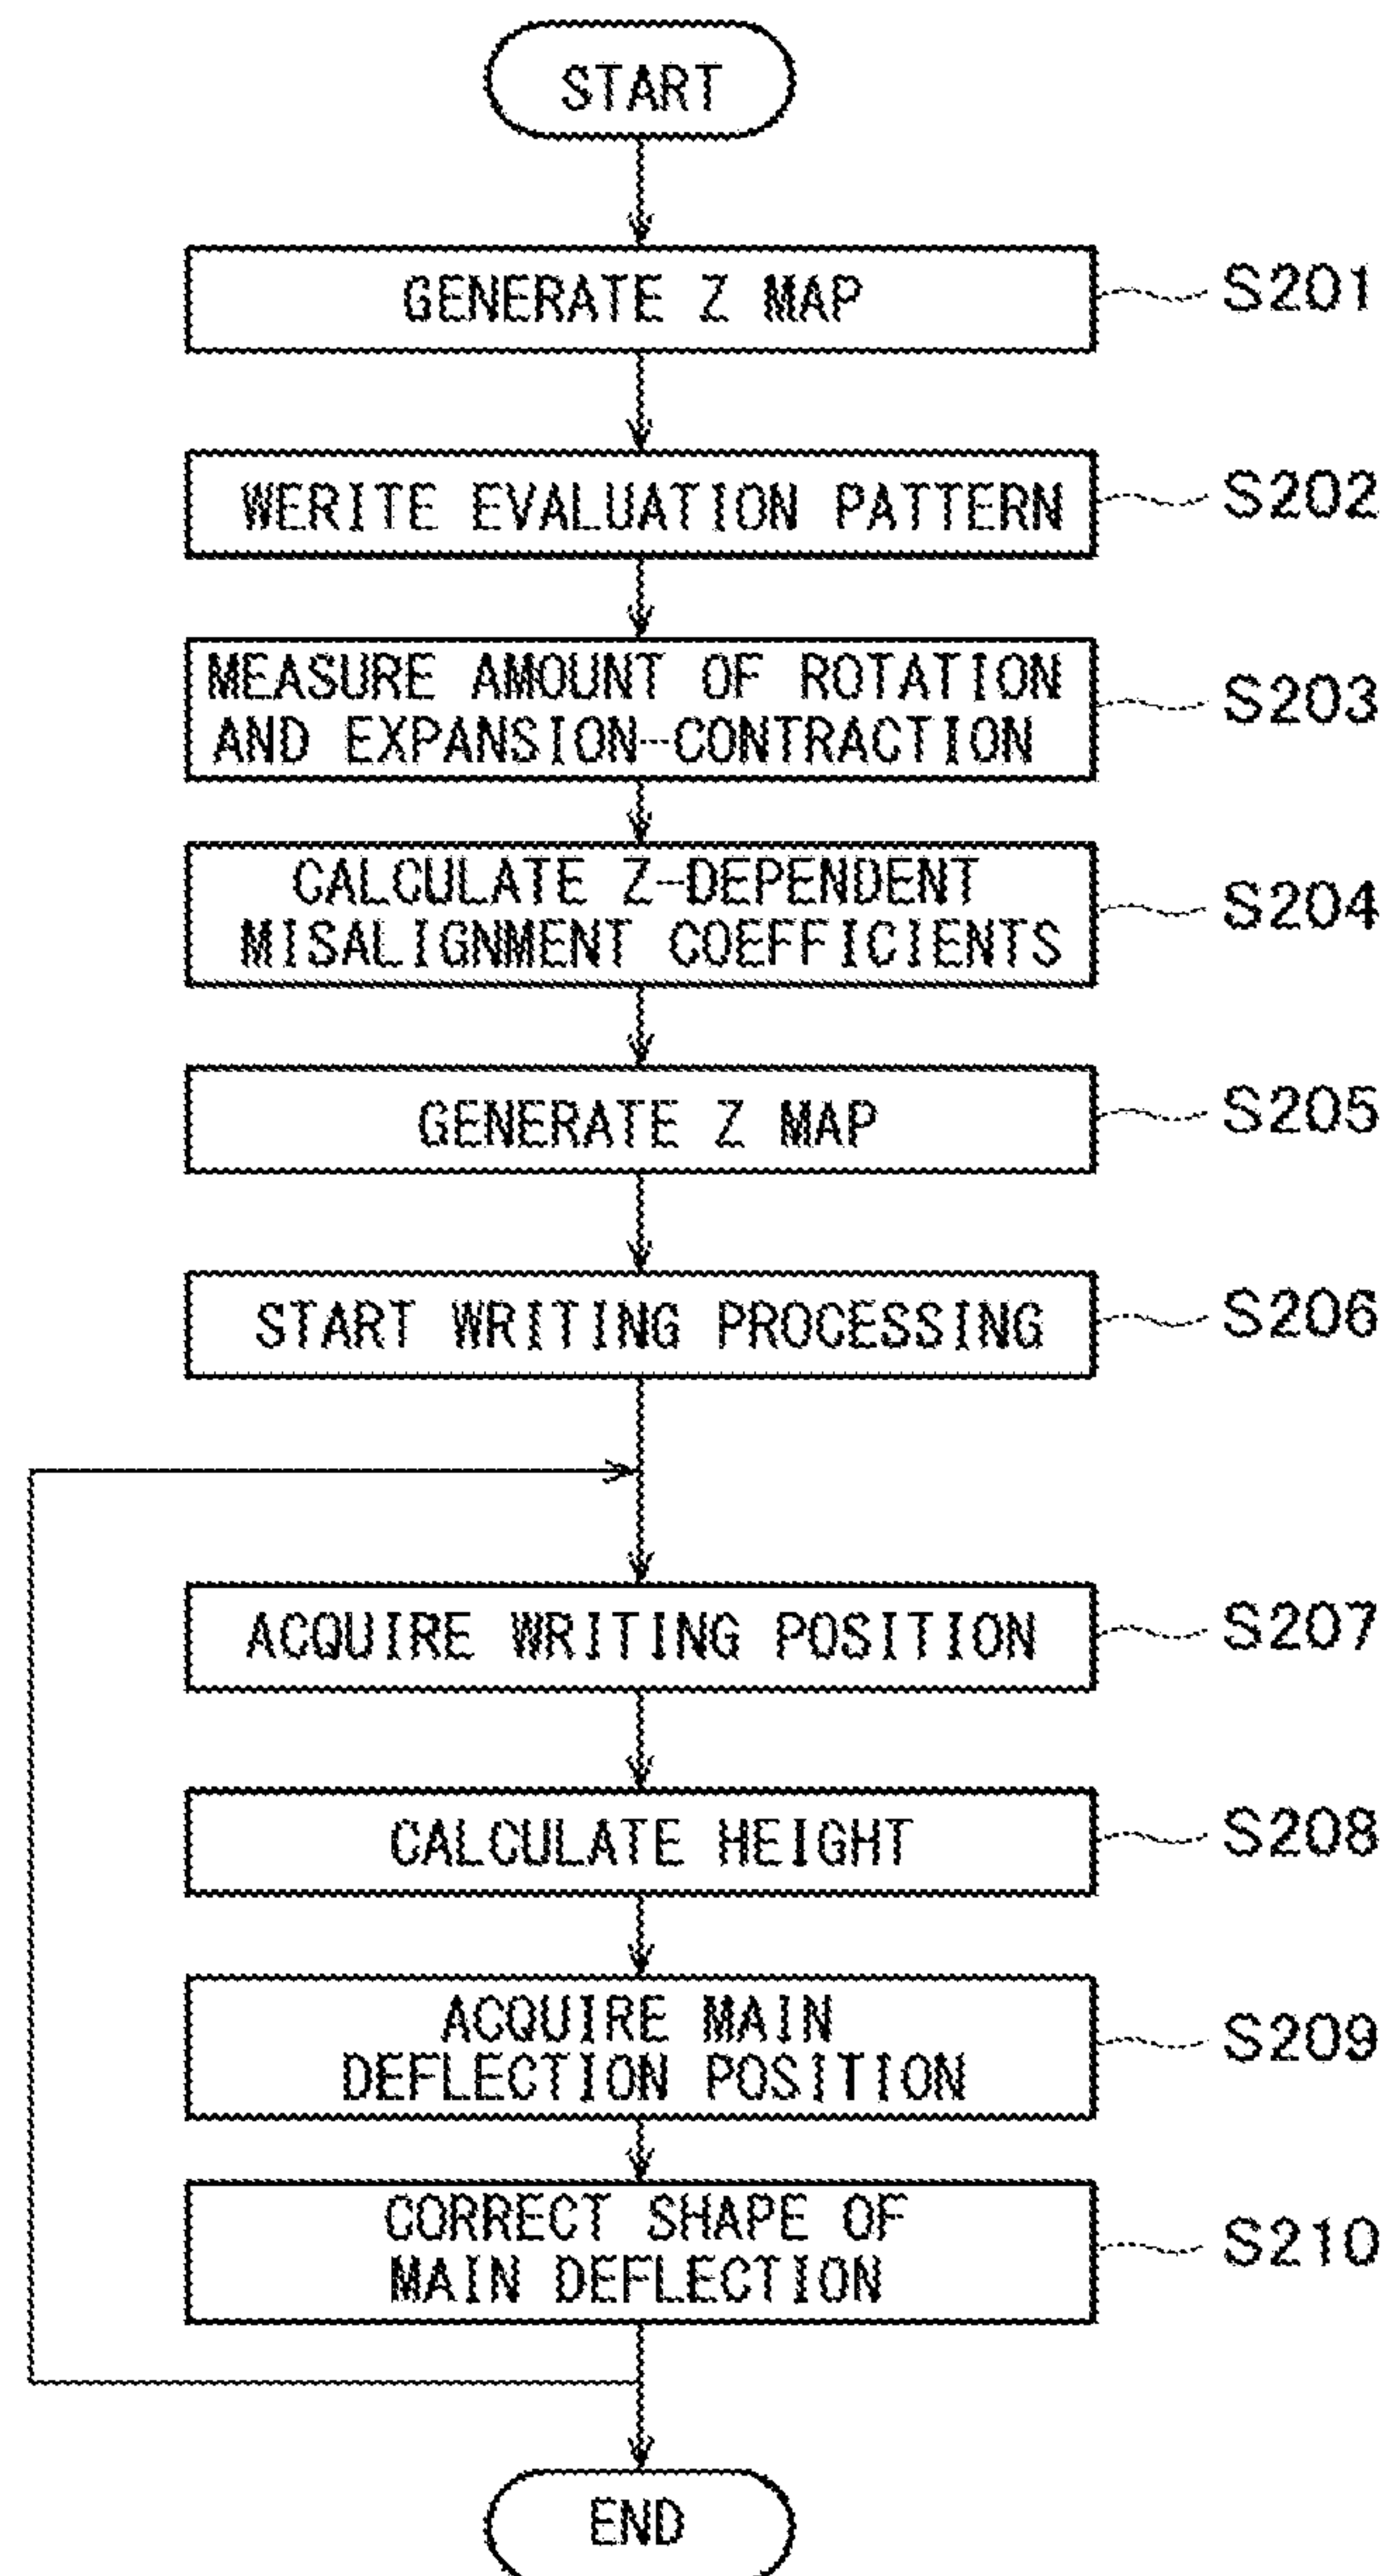 START
GENERATE Z MAP
S201
WERITE EVALUATION PATTERN
S202
MEASURE AMOUNT OF ROTATION
AND EXPANSION-CONTRACTION
S203
CALCULATE Z-DEPENDENT
MISALIGNMENT COEFFICIENTS
S204
GENERATE Z MAP
S205
START WRITING PROCESSING
S206
ACQUIRE WRITING POSITION
S207
CALCULATE HEIGHT
S208
ACQUIRE MAIN
DEFLECTION POSITION
S209
CORRECT SHAPE OF
MAIN DEFLECTION
S210
END